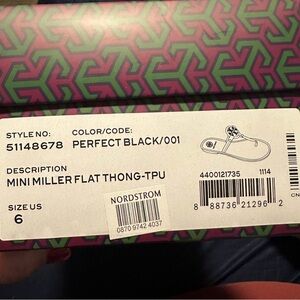 STYLE NO: COLOR/CODE:
51148678 PERFECT BLACK/001
DESCRIPTION
MINI MILLER FLAT THONG-TPU
SIZE US
6
NORDSTROM
0870 9742 4037
4400121735 1114
8 88736 21296 2